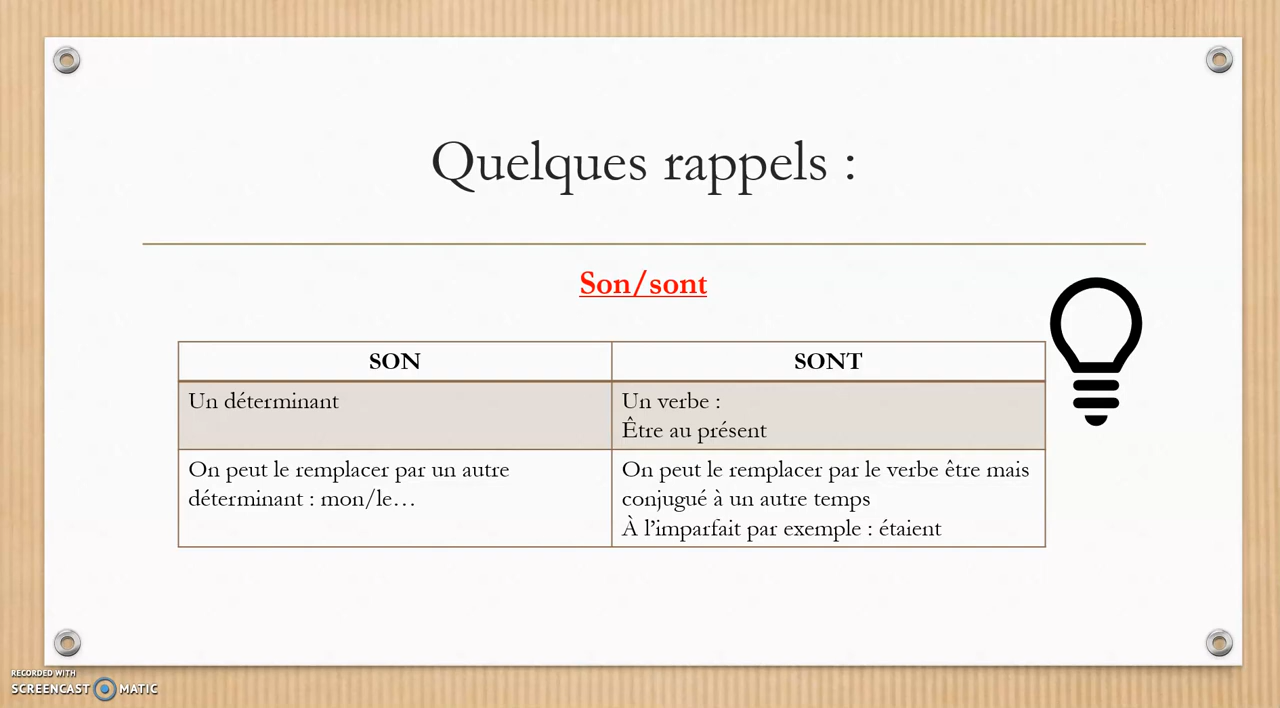 Quelques rappels :
Son/sont
SON
SONT
Un déterminant
Un verbe :
Être au présent
On peut le remplacer par un autre
déterminant : mon/le…
On peut le remplacer par le verbe être mais
conjugué à un autre temps
À l’imparfait par exemple : étaient
RECORDED WITH
SCREENCAST MATIC